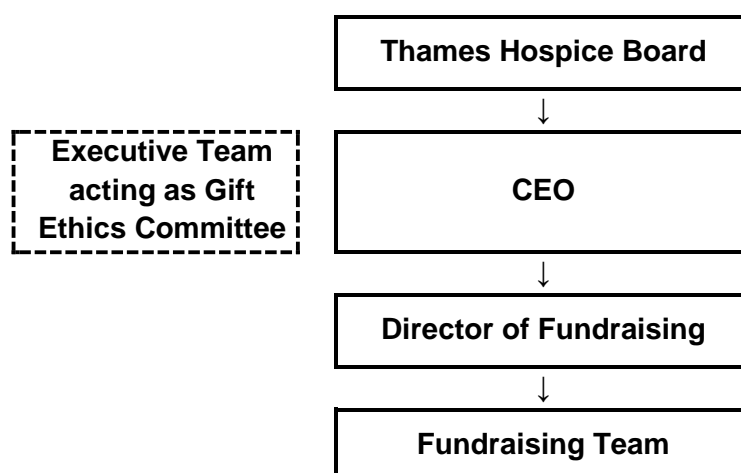 Thames Hospice Board
↓
Executive Team
acting as Gift
Ethics Committee
CEO
↓
Director of Fundraising
↓
Fundraising Team